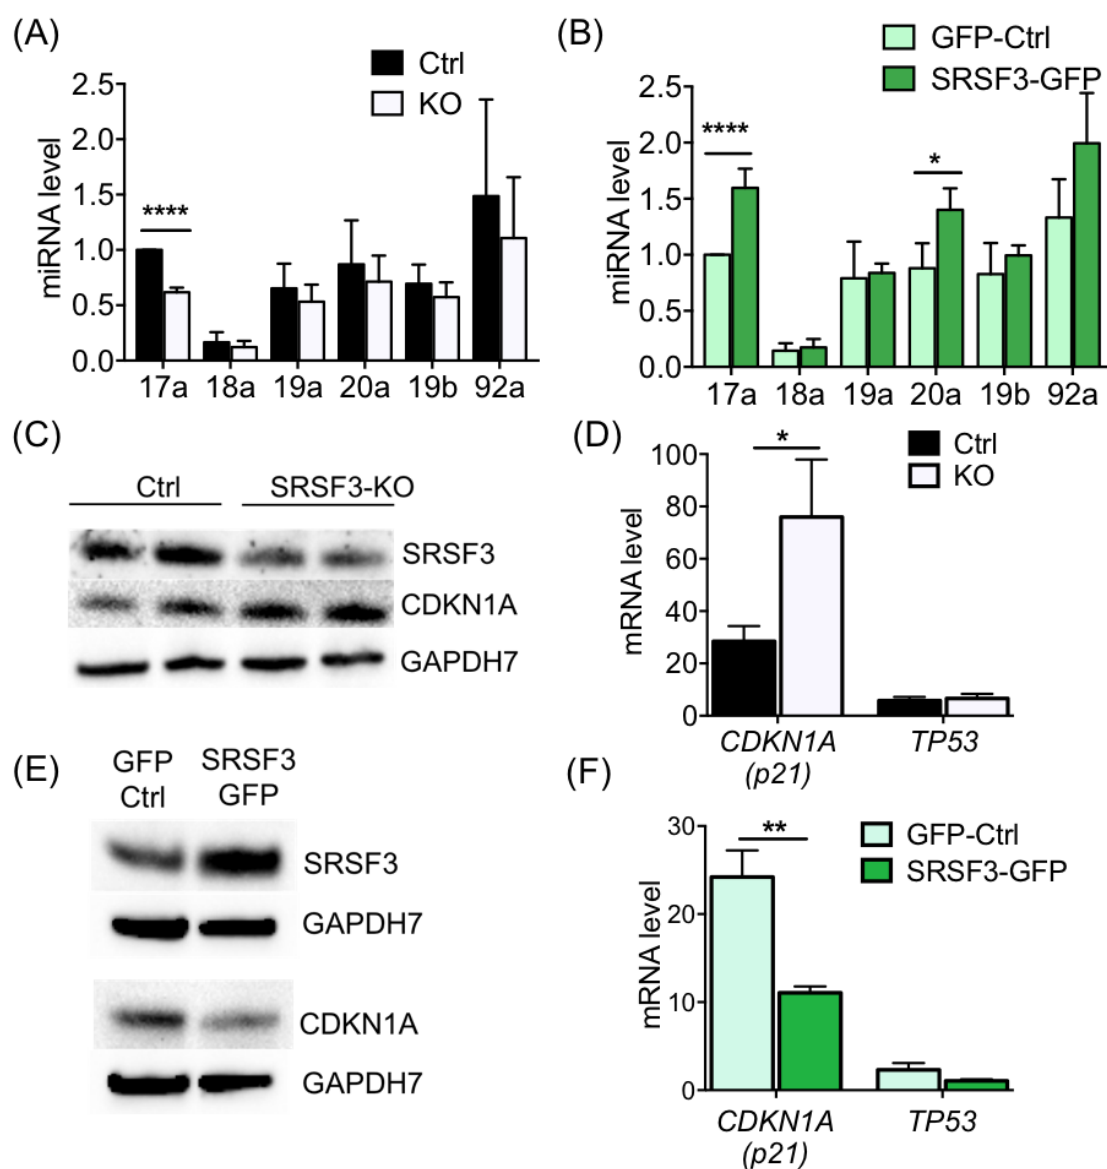 (A)
Ctrl
KO
miRNA level
2.5
2.0
1.5
1.0
0.5
0.0
****
17a 18a 19a 20a 19b 92a
(B)
GFP-Ctrl
SRSF3-GFP
miRNA level
2.5
2.0
1.5
1.0
0.5
0.0
****
*
17a 18a 19a 20a 19b 92a
(C)
Ctrl SRSF3-KO
SRSF3
CDKN1A
GAPDH7
(D)
Ctrl
KO
mRNA level
100
80
60
40
20
0
*
CDKN1A TP53
(p21)
(E)
GFP SRSF3
Ctrl GFP
SRSF3
GAPDH7
CDKN1A
GAPDH7
(F)
GFP-Ctrl
SRSF3-GFP
mRNA level
30
20
10
0
**
CDKN1A TP53
(p21)